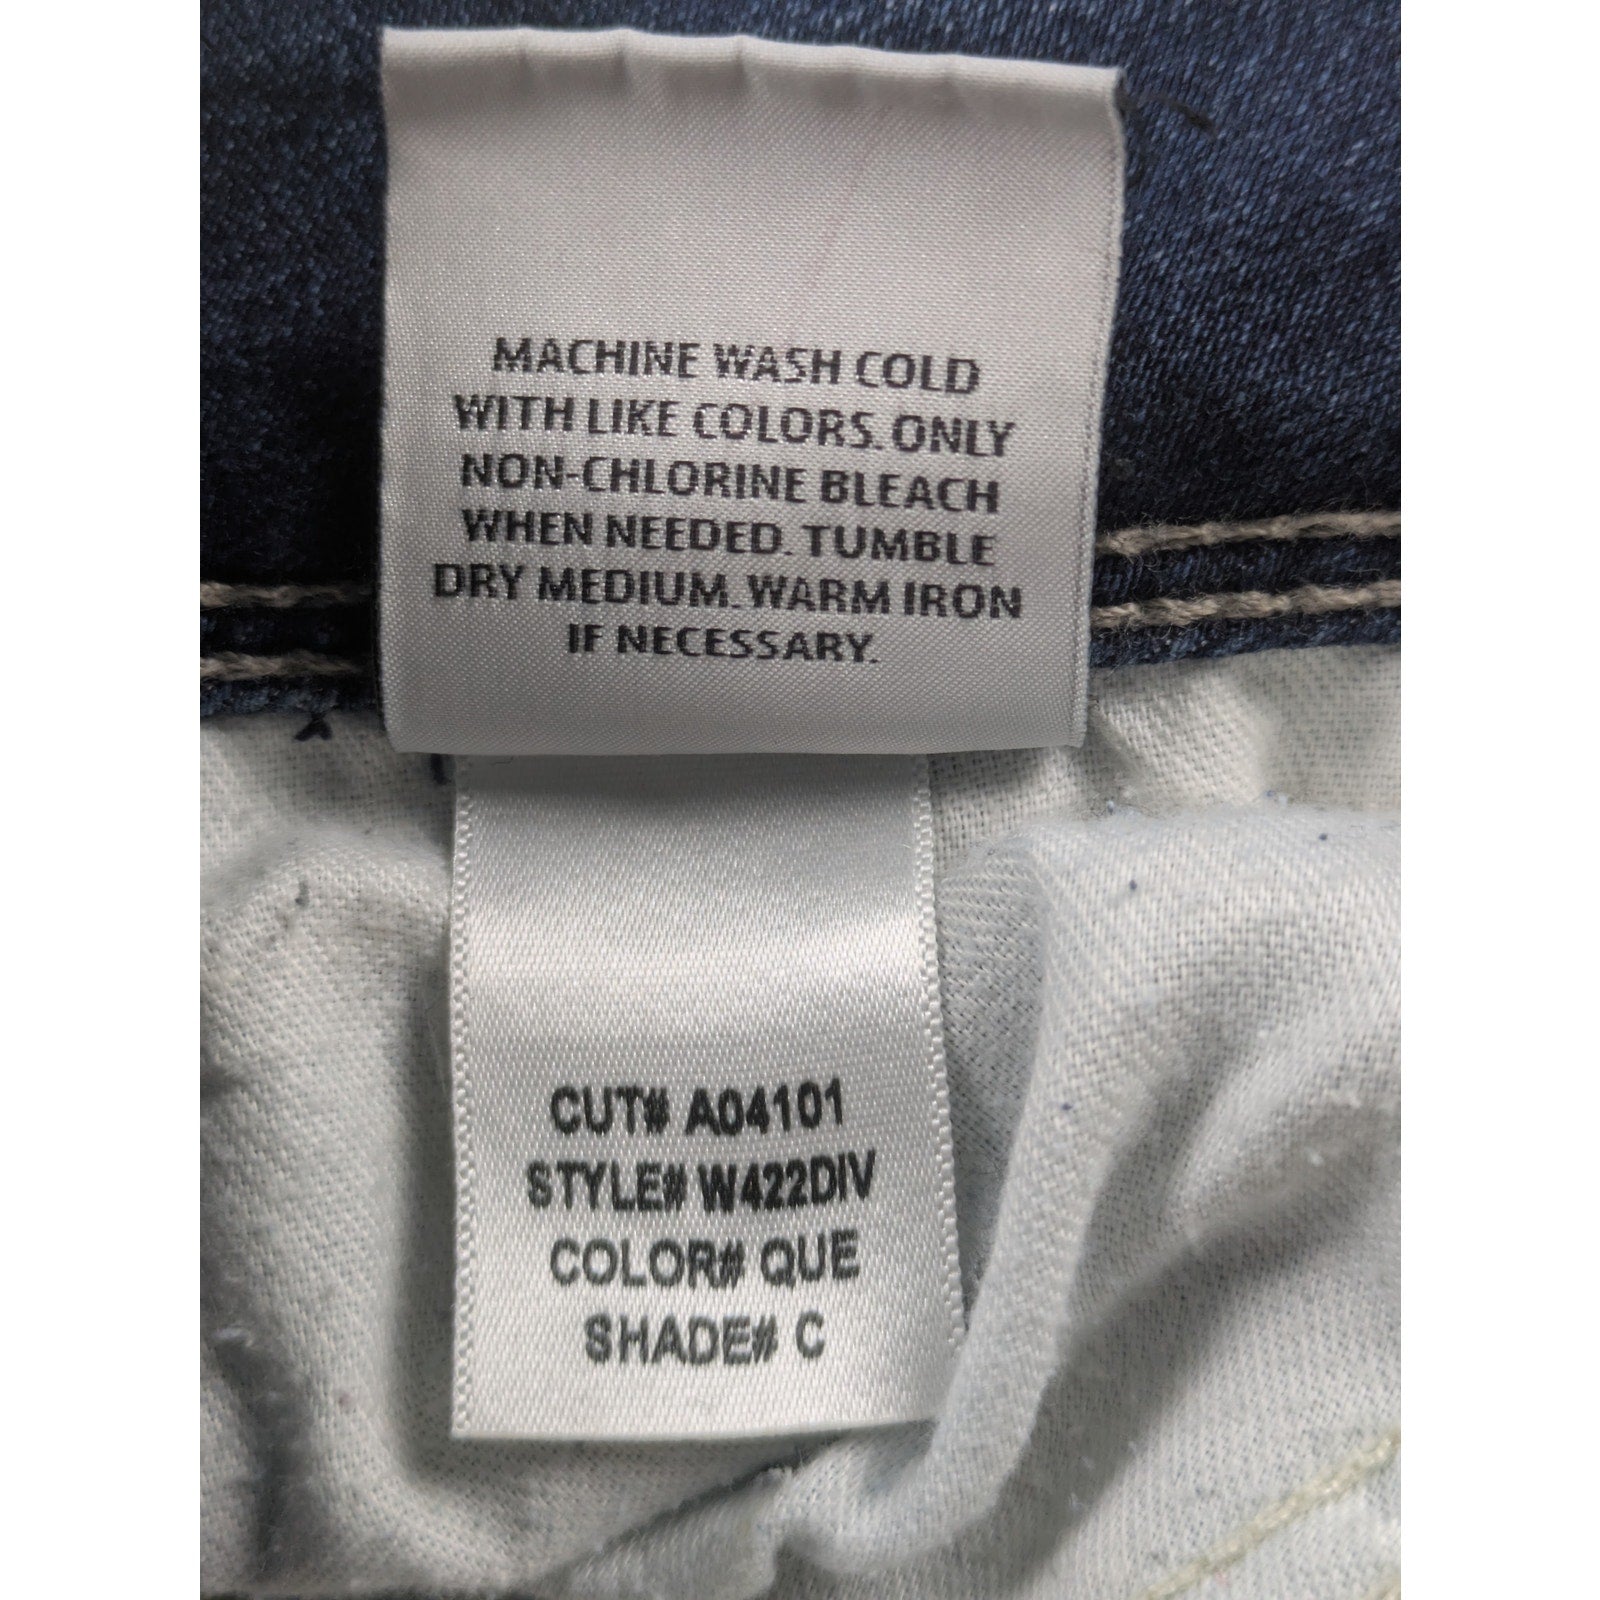 MACHINE WASH COLD
WITH LIKE COLORS. ONLY
NON-CHLORINE BLEACH
WHEN NEEDED. TUMBLE
DRY MEDIUM. WARM IRON
IF NECESSARY.
CUT# A04101
STYLE# W422DIV
COLOR# QUE
SHADE# C